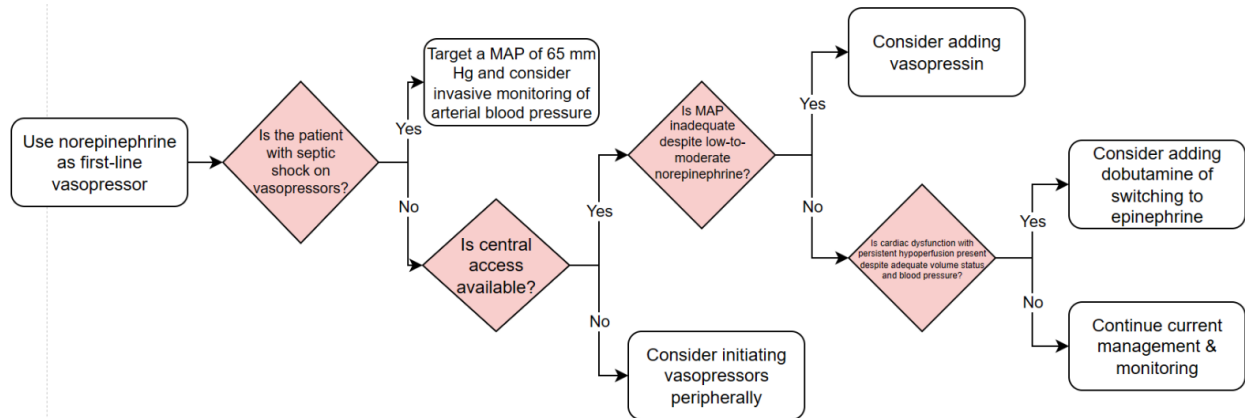 Use norepinephrine
as first-line
vasopressor
Is the patient
with septic
shock on
vasopressors?
Yes
No
Target a MAP of 65 mm
Hg and consider
invasive monitoring of
arterial blood pressure
Is central
access
available?
Yes
No
Is MAP
inadequate
despite low-to-
moderate
norepinephrine?
Yes
No
Consider initiating
vasopressors
peripherally
Consider adding
vasopressin
Is cardiac dysfunction with
persistent hypoperfusion present
despite adequate volume status
and blood pressure?
Yes
No
Consider adding
dobutamine of
switching to
epinephrine
Continue current
management &
monitoring